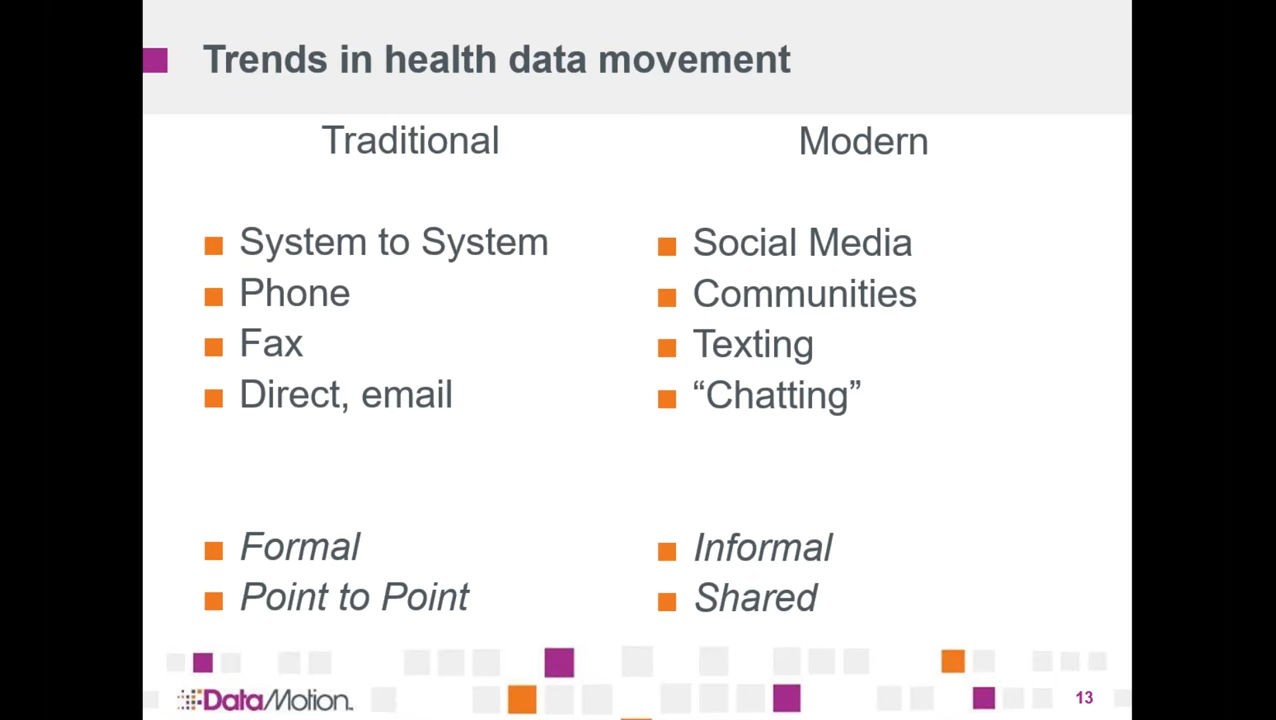 Trends in health data movement
Traditional
System to System
Phone
Fax
Direct, email
Formal
Point to Point
Modern
Social Media
Communities
Texting
“Chatting”
Informal
Shared
DataMotion
13